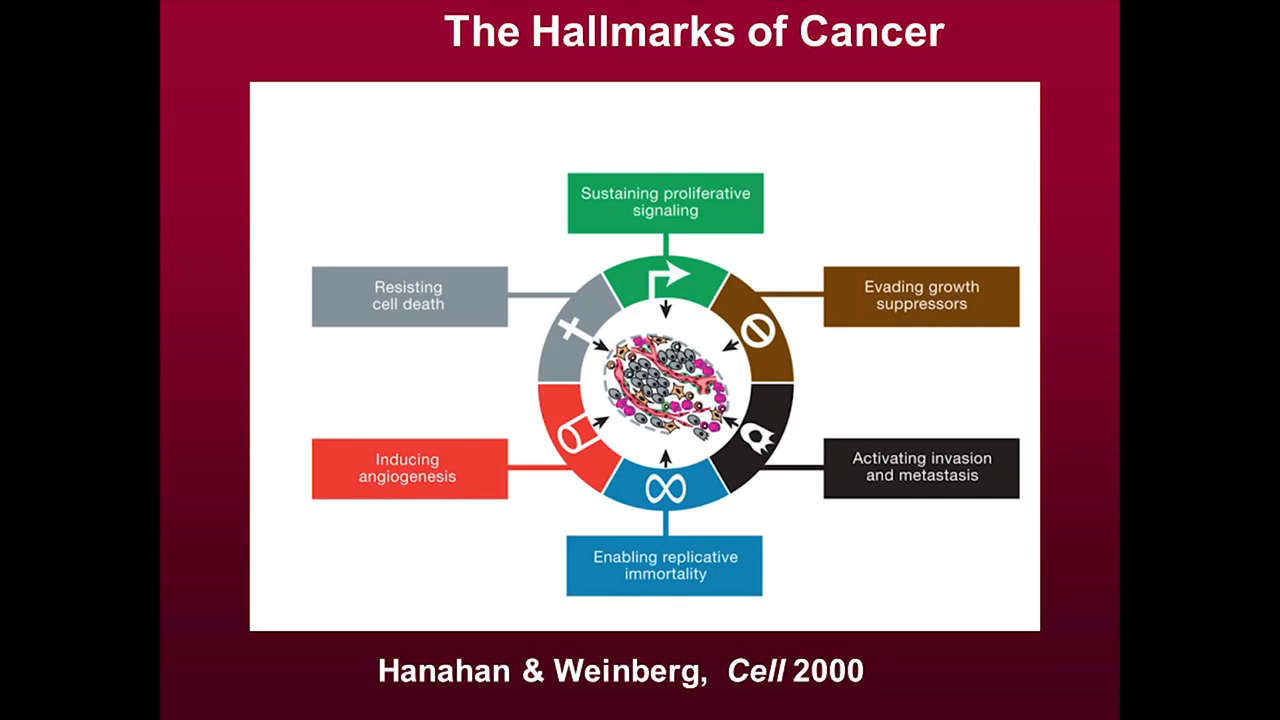 The Hallmarks of Cancer
Sustaining proliferative
signaling
Resisting
cell death
Evading growth
suppressors
Inducing
angiogenesis
Activating invasion
and metastasis
Enabling replicative
immortality
Hanahan & Weinberg, Cell 2000